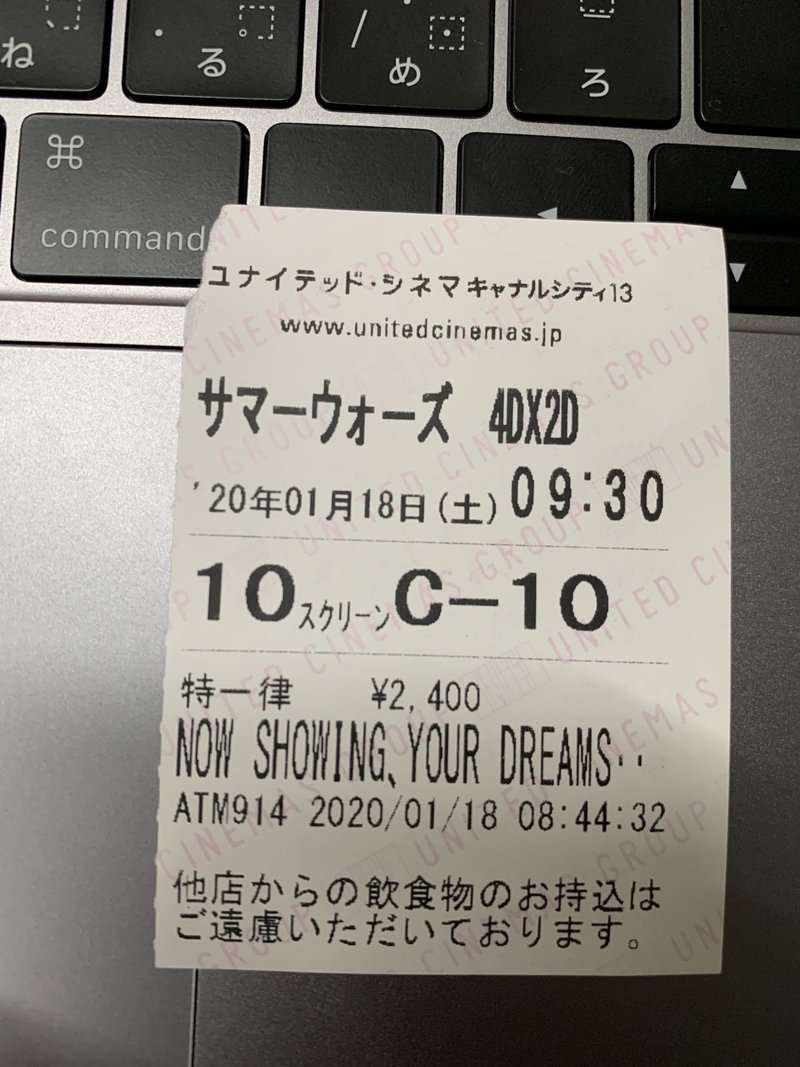 ね
る
め
ろ
⌘
command
ユナイテッド・シネマキャナルシティ13
www.unitedcinemas.jp
サマーウォーズ 4DX2D
'20年01月18日(土) 09:30
10スクリーンC-10
特一律 ¥2,400
NOW SHOWING、YOUR DREAMS‥
ATM914 2020/01/18 08:44:32
他店からの飲食物のお持込は
ご遠慮いただいております。
UNITED CINEMAS GROUP